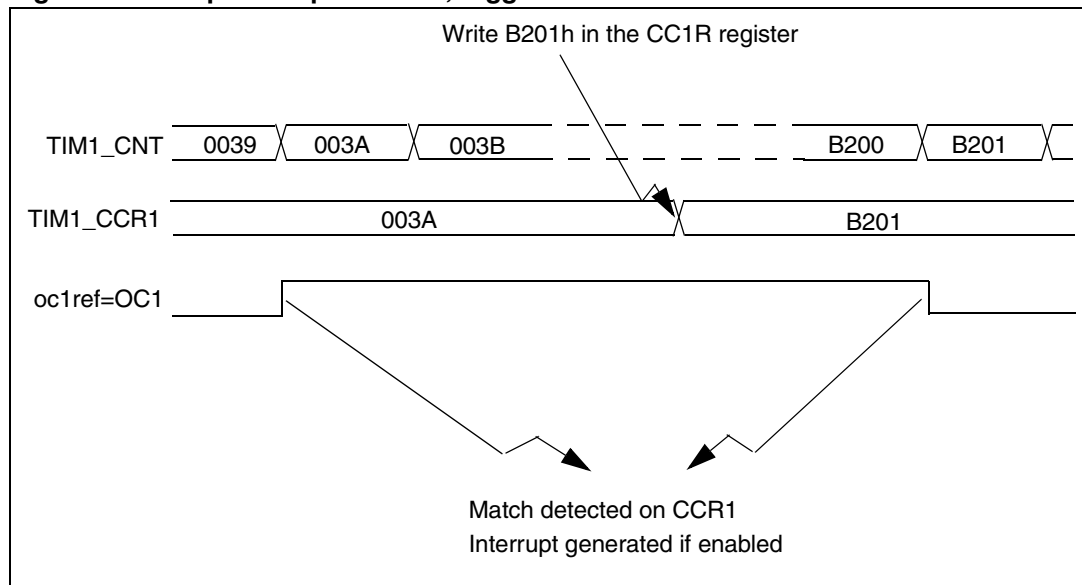 Write B201h in the CC1R register
TIM1_CNT 0039 003A 003B B200 B201
TIM1_CCR1 003A B201
oc1ref=OC1
Match detected on CCR1
Interrupt generated if enabled